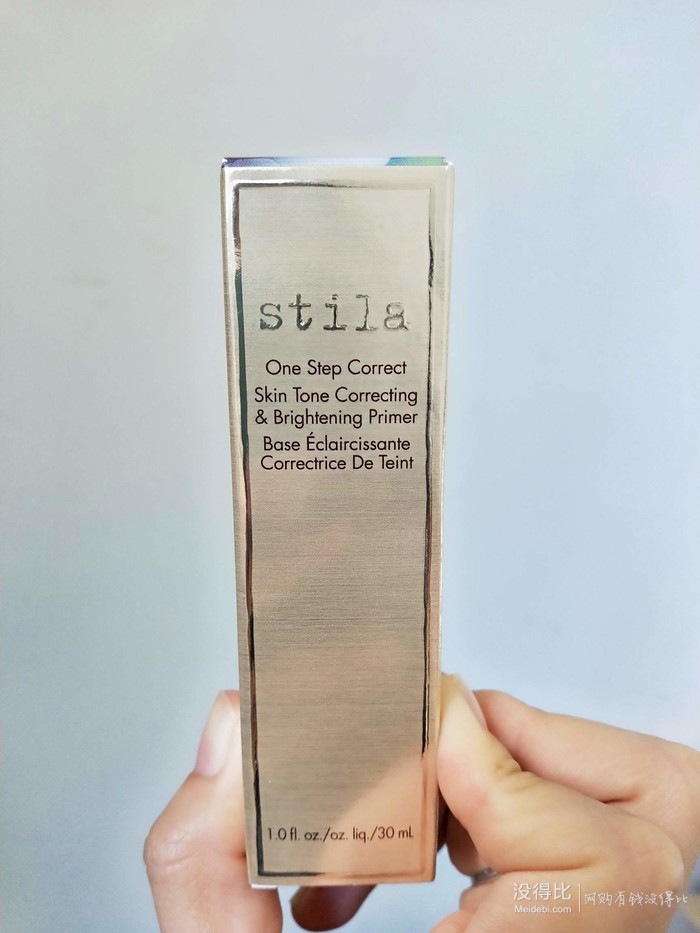 stila
One Step Correct
Skin Tone Correcting
& Brightening Primer
Base Éclaircissante
Correctrice De Teint
1.0 fl. oz./oz. liq./30 mL
没得比
Meidebi.com
网购有钱没得比